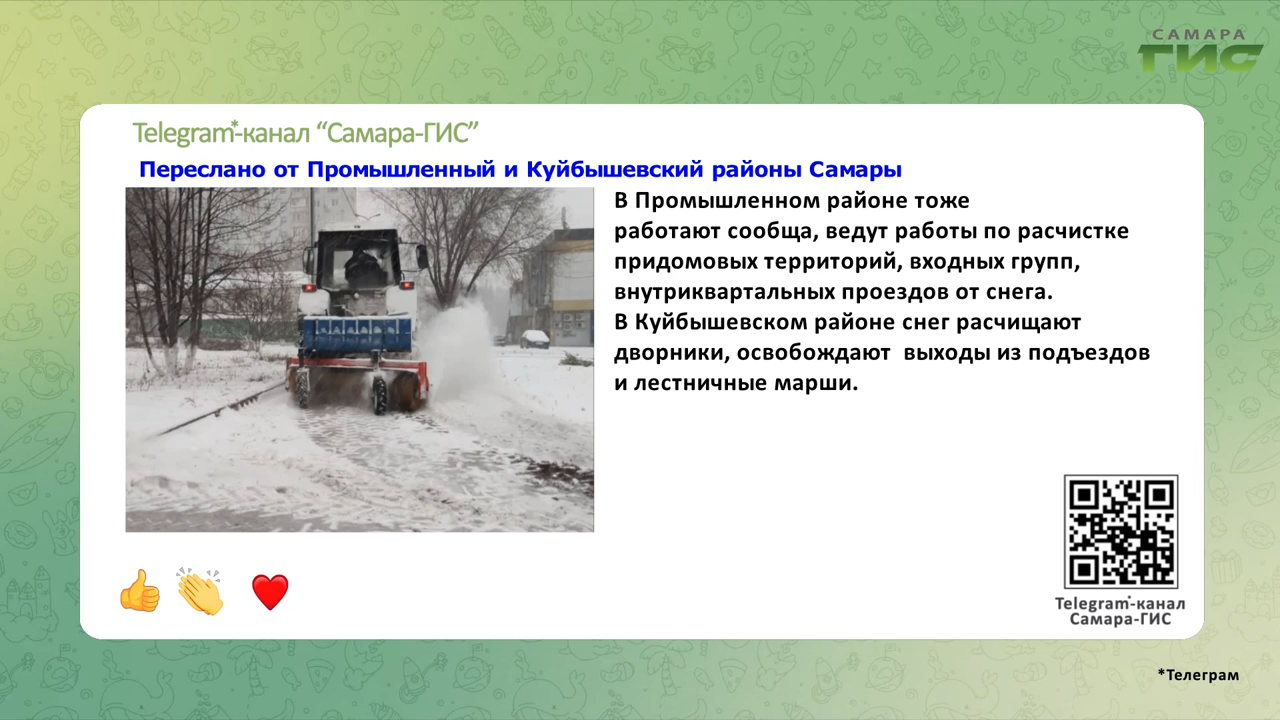 САМАРА
ГИС
Telegram*-канал “Самара-ГИС”
Переслано от Промышленный и Куйбышевский районы Самары
В Промышленном районе тоже
работают сообща, ведут работы по расчистке
придомовых территорий, входных групп,
внутриквартальных проездов от снега.
В Куйбышевском районе снег расчищают
дворники, освобождают  выходы из подъездов
и лестничные марши.
Telegram*-канал
Самара-ГИС
*Телеграм